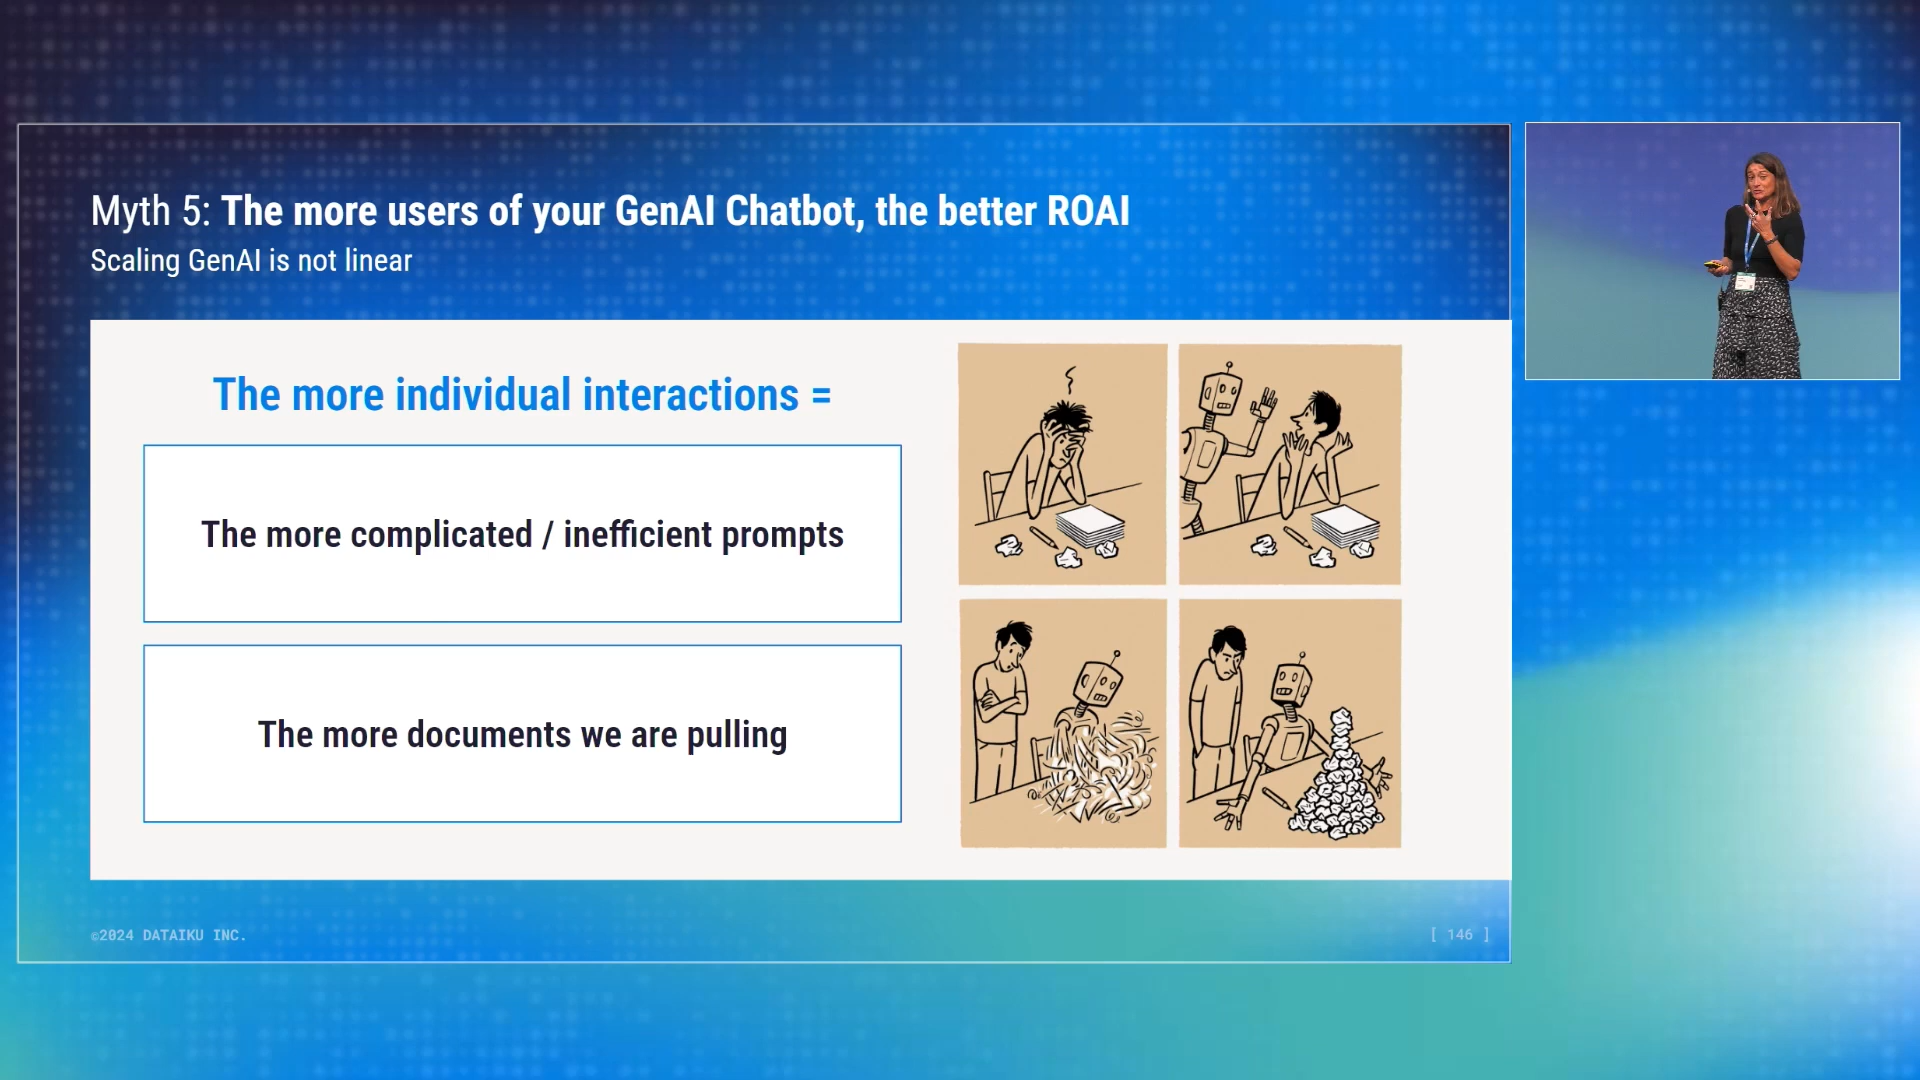 Myth 5: The more users of your GenAI Chatbot, the better ROAI
Scaling GenAI is not linear
The more individual interactions =
The more complicated / inefficient prompts
The more documents we are pulling
©2024 DATAIKU INC.
[ 146 ]